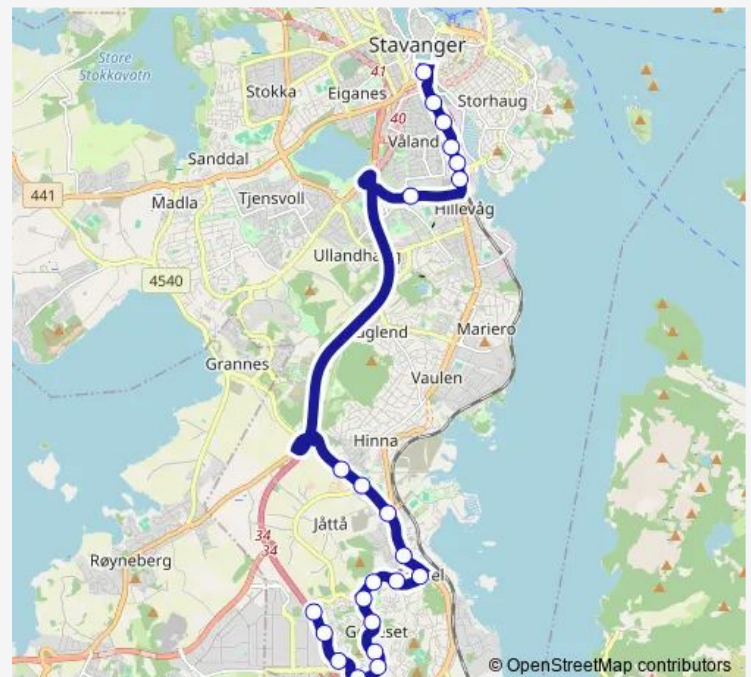 Stavanger
Store
Stokkavatn
41
Stokka
Eiganes
Storhaug
40
Våland
Sanddal
441
Madla
Tjensvoll
Hillevåg
4540
Mariero
Grannes
Vaulen
Hinna
Jåttå
34
34
Røyneberg
© OpenStreetMap contributors